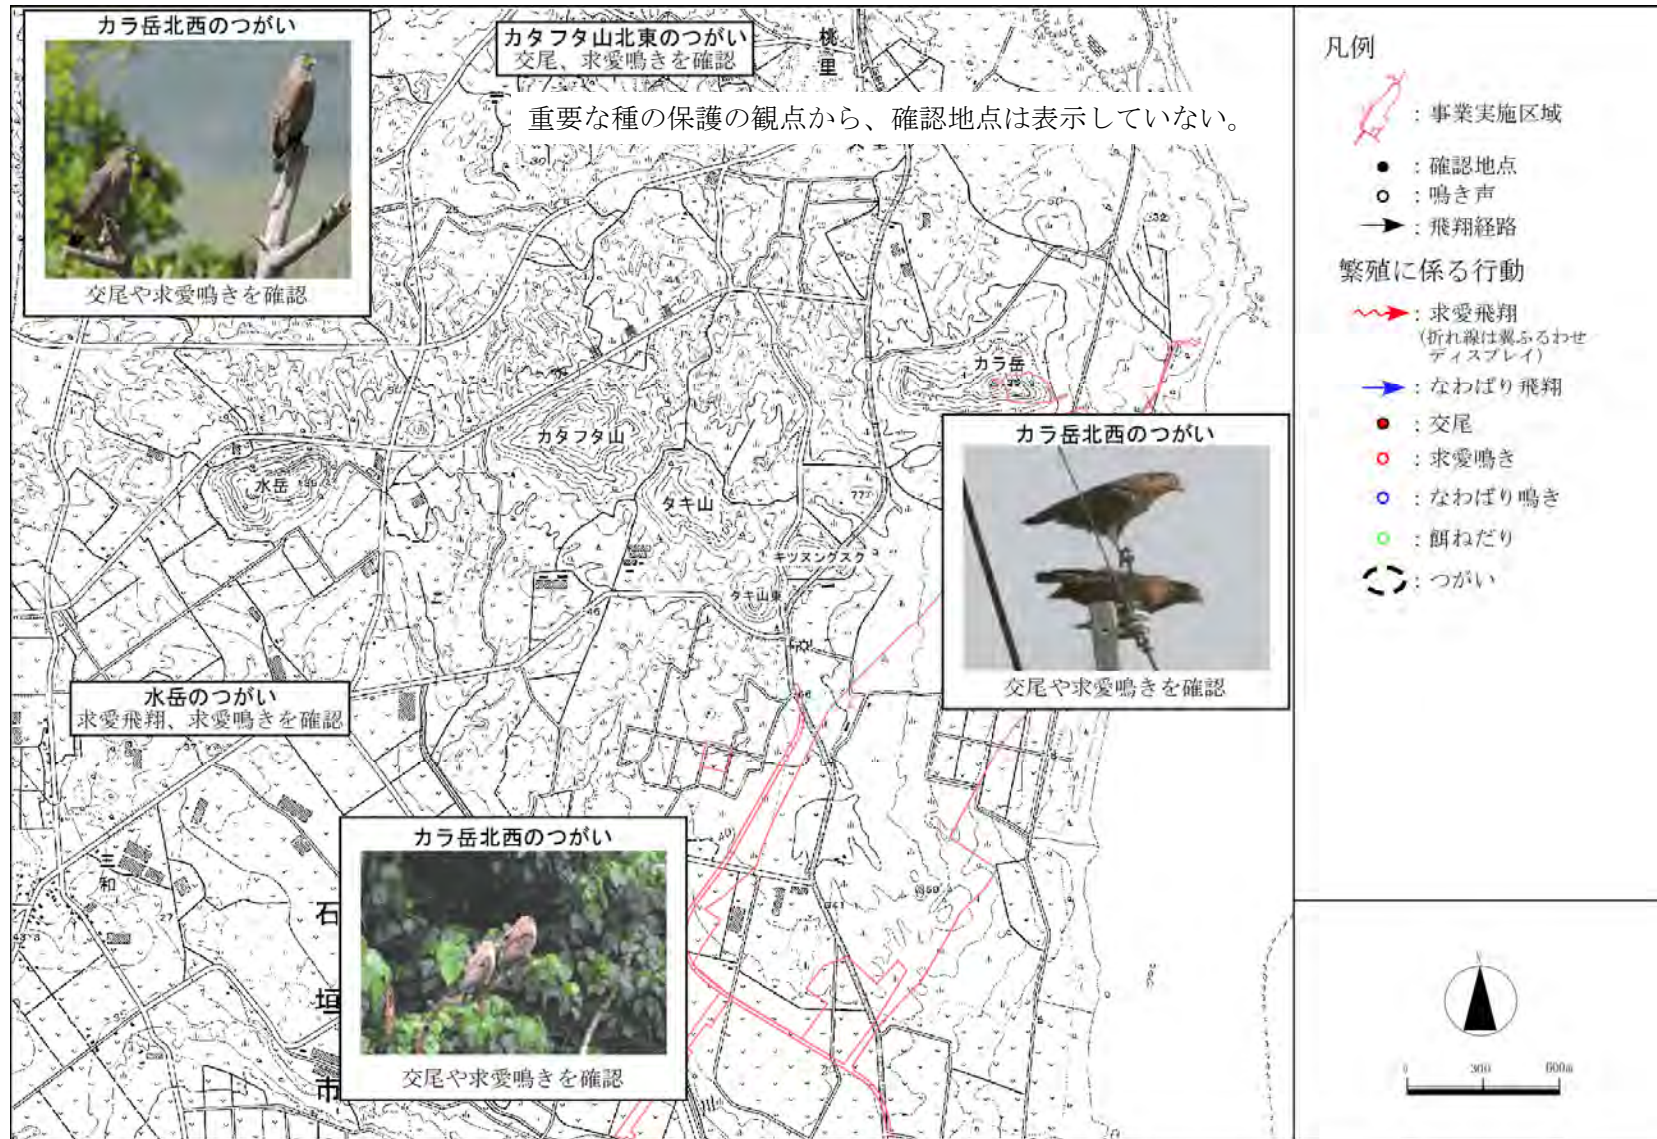 カラ岳北西のつがい
交尾や求愛鳴きを確認
カタフタ山北東のつがい
交尾、求愛鳴きを確認
桃里
重要な種の保護の観点から、確認地点は表示していない。
カラ岳
カタフタ山
水岳
タキ山
キツヌングスク
タキ山東
46
66
カラ岳北西のつがい
交尾や求愛鳴きを確認
水岳のつがい
求愛飛翔、求愛鳴きを確認
カラ岳北西のつがい
交尾や求愛鳴きを確認
三和
27
石垣市
凡例
：事業実施区域
：確認地点
：鳴き声
：飛翔経路
繁殖に係る行動
：求愛飛翔
(折れ線は翼ふるわせ
ディスプレイ)
：なわばり飛翔
：交尾
：求愛鳴き
：なわばり鳴き
：餌ねだり
：つがい
N
0 300 600m